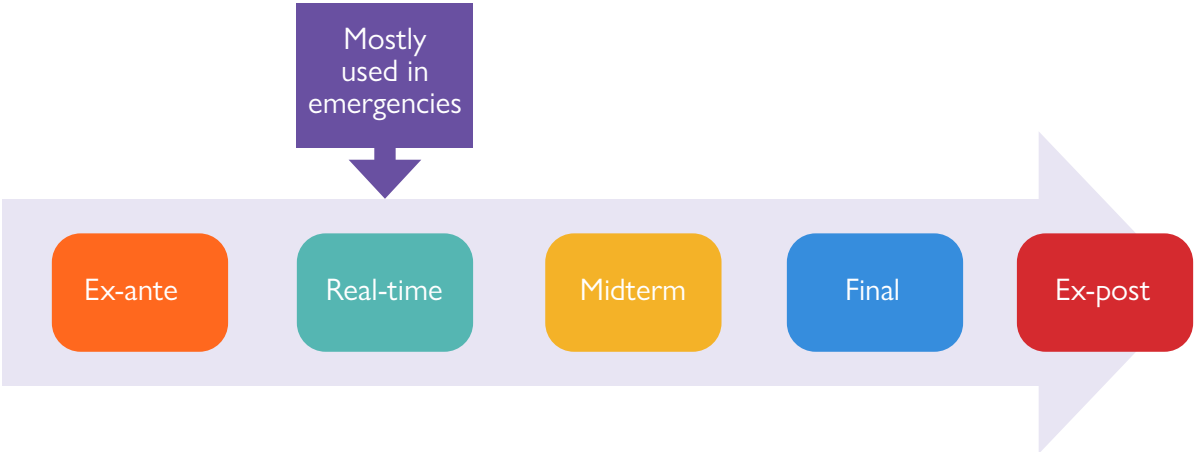 Mostly
used in
emergencies
Ex-ante
Real-time
Midterm
Final
Ex-post